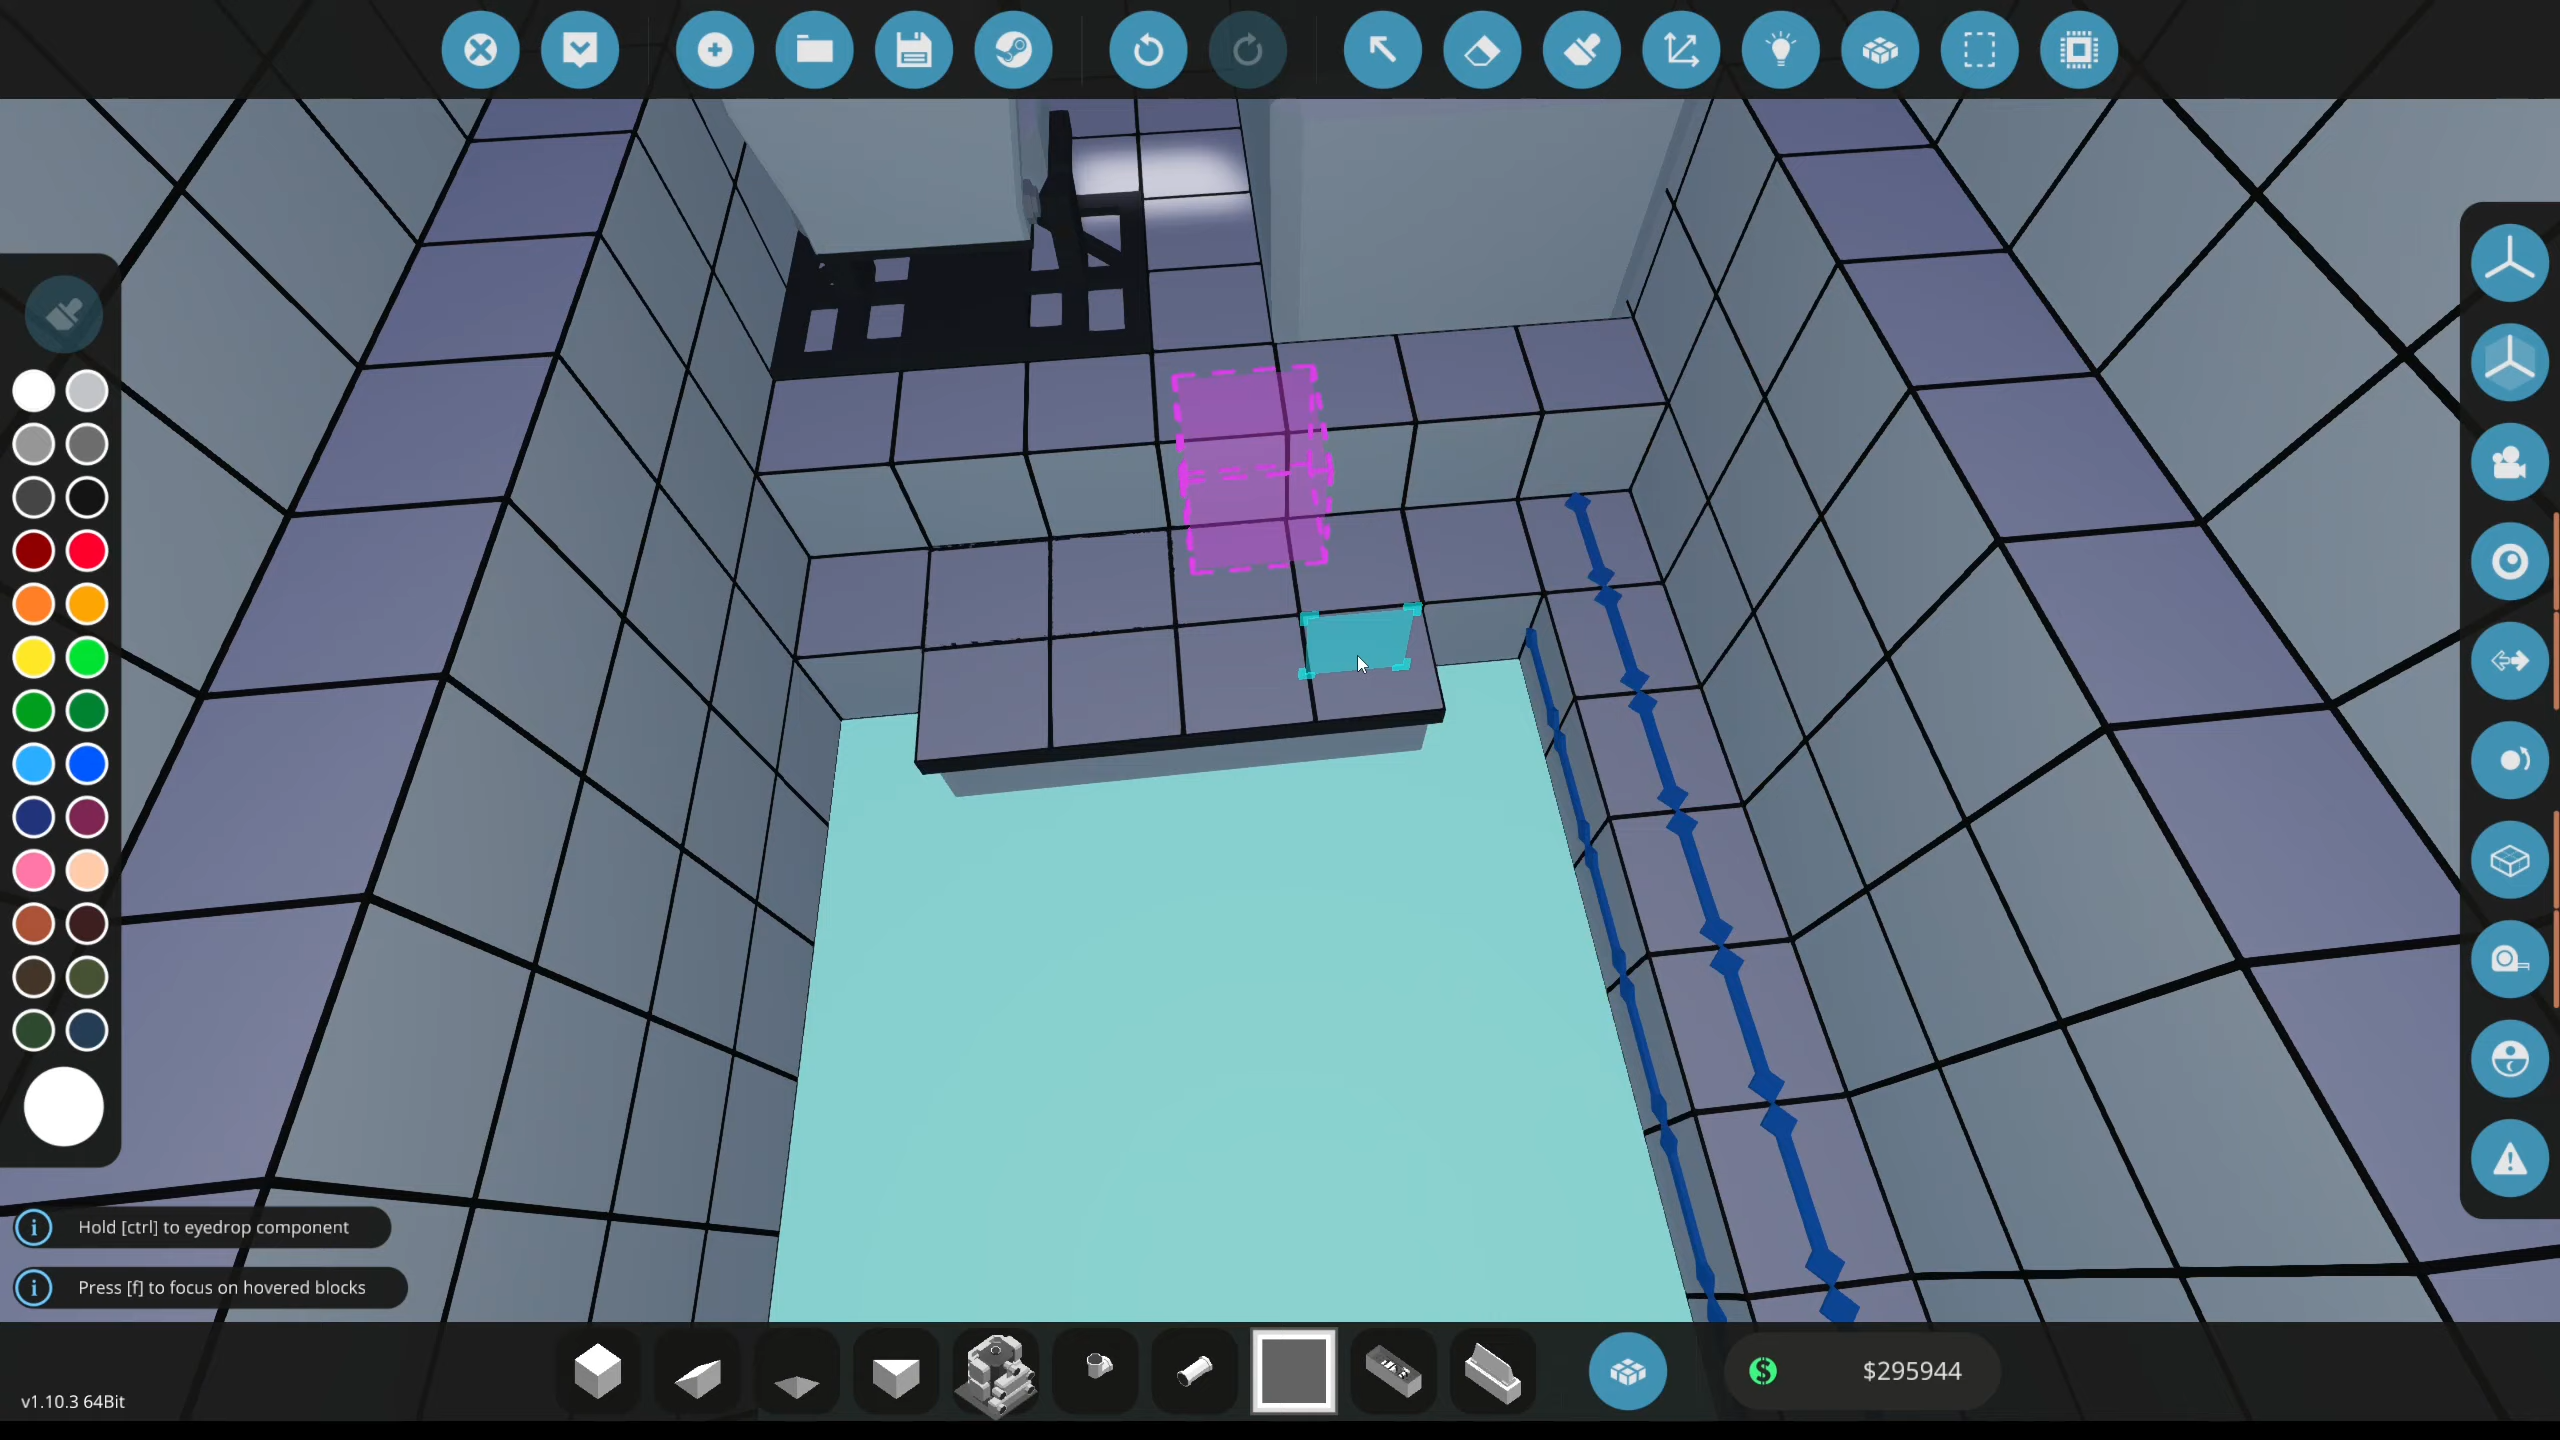 Hold [ctrl] to eyedrop component
Press [f] to focus on hovered blocks
v1.10.3 64Bit
$295944